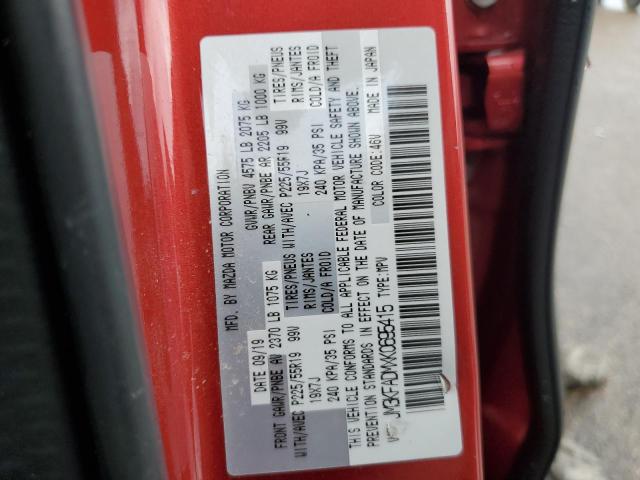 MFD. BY MAZDA MOTOR CORPORATION
DATE 09/19 GVWR/PNBV 4575 LB 2075 KG
FRONT GAWR/PNBE AV 2370 LB 1075 KG REAR GAWR/PNBE AR 2205 LB 1000 KG
WITH/AVEC P225/55R19 99V TIRES/PNEUS WITH/AVEC P225/55R19 99V TIRES/PNEUS
19X7J RIMS/JANTES 19X7J RIMS/JANTES
240 KPA/35 PSI COLD/A FROID 240 KPA/35 PSI COLD/A FROID
THIS VEHICLE CONFORMS TO ALL APPLICABLE FEDERAL MOTOR VEHICLE SAFETY AND THEFT
PREVENTION STANDARDS IN EFFECT ON THE DATE OF MANUFACTURE SHOWN ABOVE.
JM3KFADMXK0695415 TYPE:MPV COLOR CODE:46V MADE IN JAPAN